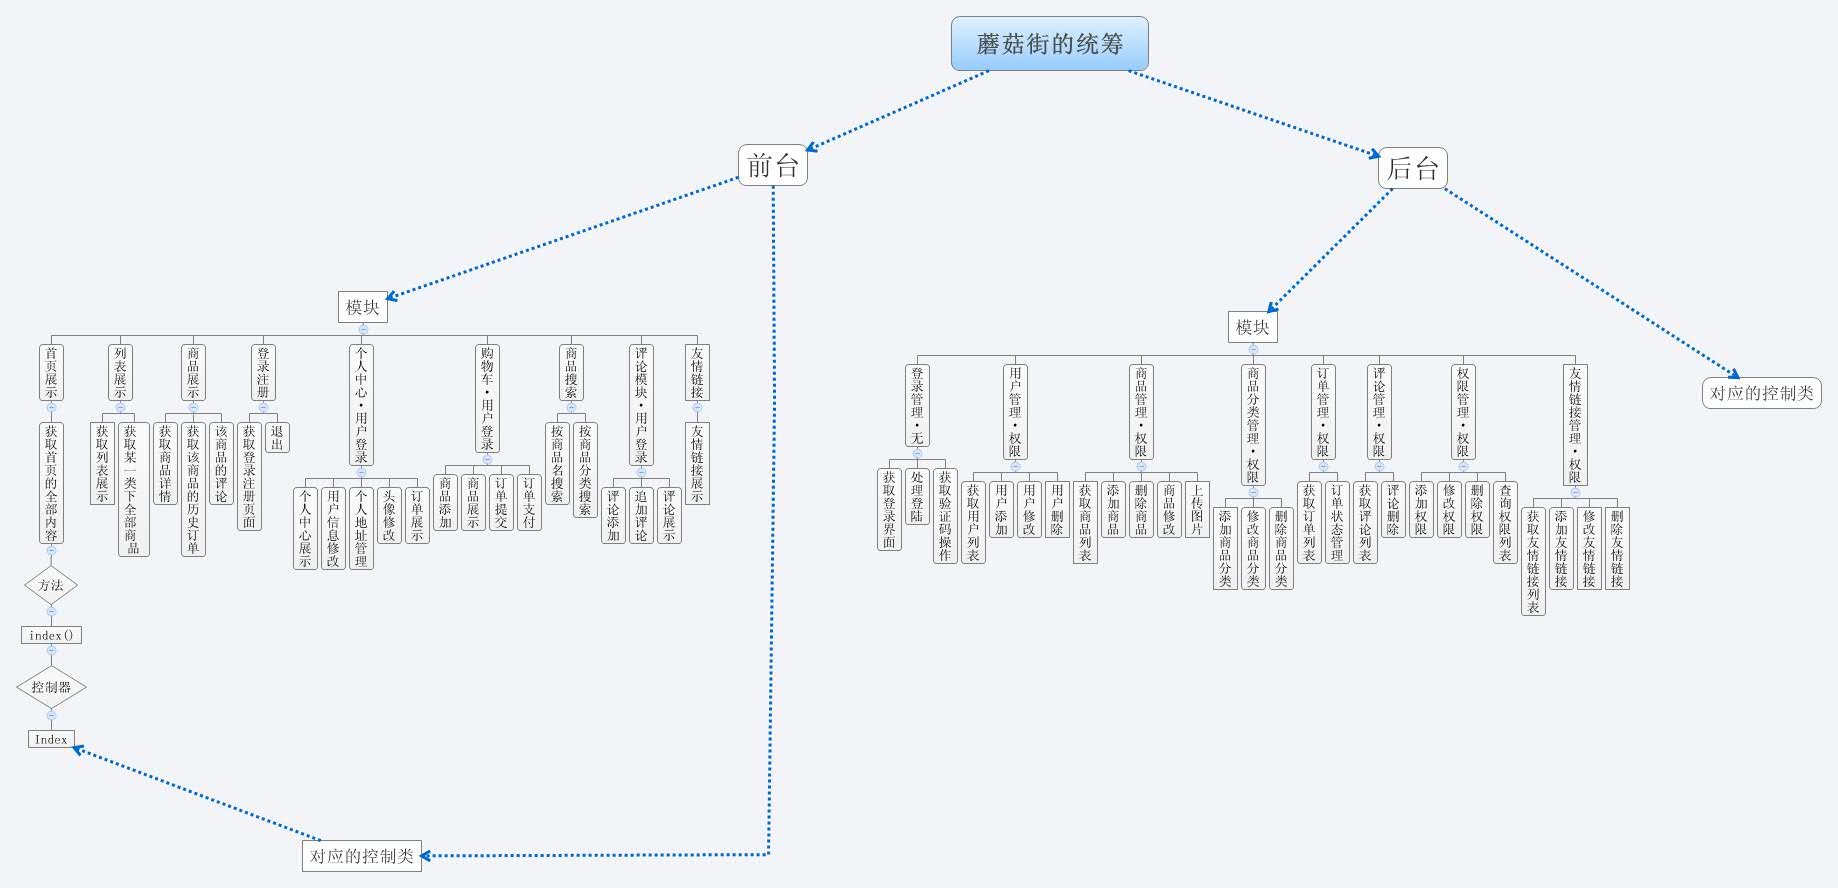 蘑菇街的统筹
前台
后台
模块
首页展示
获取首页的全部内容
方法
index()
控制器
Index
列表展示
获取列表展示
获取某一类下全部商品
商品展示
获取商品详情
获取该商品的历史订单
该商品的评论
登录注册
获取登录注册页面
退出
个人中心•用户登录
个人中心展示
用户信息修改
个人地址管理
头像修改
订单展示
购物车•用户登录
商品添加
商品展示
订单提交
订单支付
商品搜索
按商品名搜索
按商品分类搜索
评论模块•用户登录
评论添加
追加评论
评论展示
友情链接
友情链接展示
对应的控制类
模块
登录管理•无
获取登录界面
处理登陆
获取验证码操作
用户管理•权限
获取用户列表
用户添加
用户修改
用户删除
商品管理•权限
获取商品列表
添加商品
删除商品
商品修改
上传图片
商品分类管理•权限
添加商品分类
修改商品分类
删除商品分类
订单管理•权限
获取订单列表
订单状态管理
评论管理•权限
获取评论列表
评论删除
权限管理•权限
添加权限
修改权限
删除权限
查询权限列表
友情链接管理•权限
获取友情链接列表
添加友情链接
修改友情链接
删除友情链接
对应的控制类